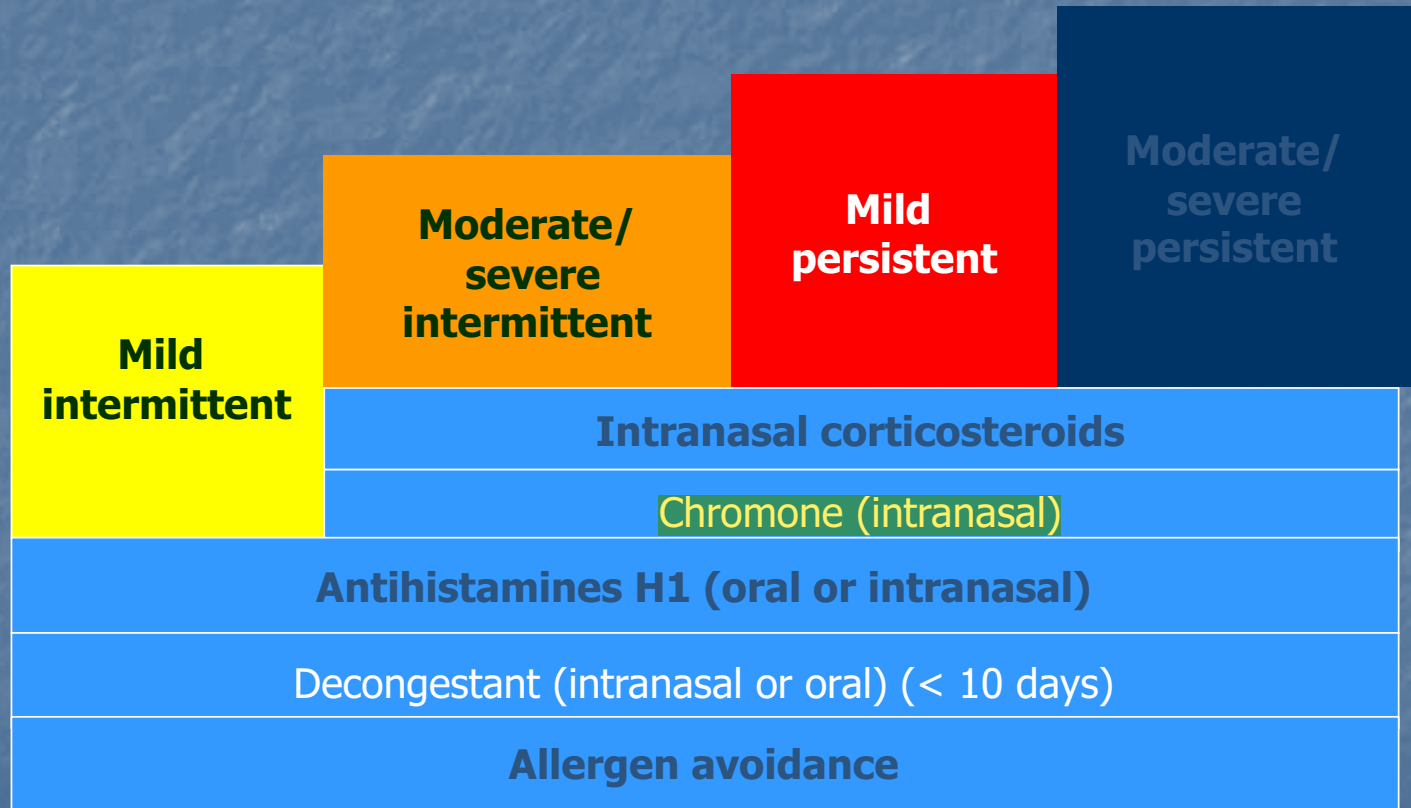 Moderate/
severe
persistent
Mild
persistent
Moderate/
severe
intermittent
Mild
intermittent
Intranasal corticosteroids
Chromone (intranasal)
Antihistamines H1 (oral or intranasal)
Decongestant (intranasal or oral) (< 10 days)
Allergen avoidance